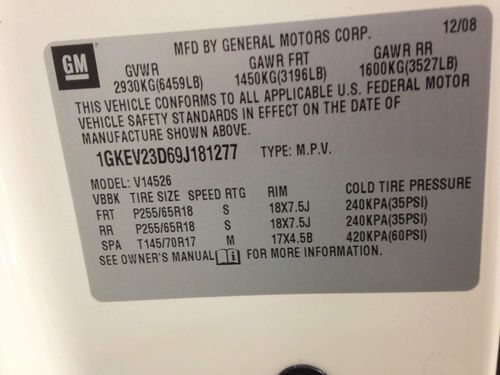 GM
MFD BY GENERAL MOTORS CORP. 12/08
GVWR GAWR FRT GAWR RR
2930KG(6459LB) 1450KG(3196LB) 1600KG(3527LB)
THIS VEHICLE CONFORMS TO ALL APPLICABLE U.S. FEDERAL MOTOR
VEHICLE SAFETY STANDARDS IN EFFECT ON THE DATE OF
MANUFACTURE SHOWN ABOVE.
1GKEV23D69J181277 TYPE: M.P.V.
MODEL: V14526
VBBK TIRE SIZE SPEED RTG RIM COLD TIRE PRESSURE
FRT P255/65R18 S 18X7.5J 240KPA(35PSI)
RR P255/65R18 S 18X7.5J 240KPA(35PSI)
SPA T145/70R17 M 17X4.5B 420KPA(60PSI)
SEE OWNER'S MANUAL i FOR MORE INFORMATION.